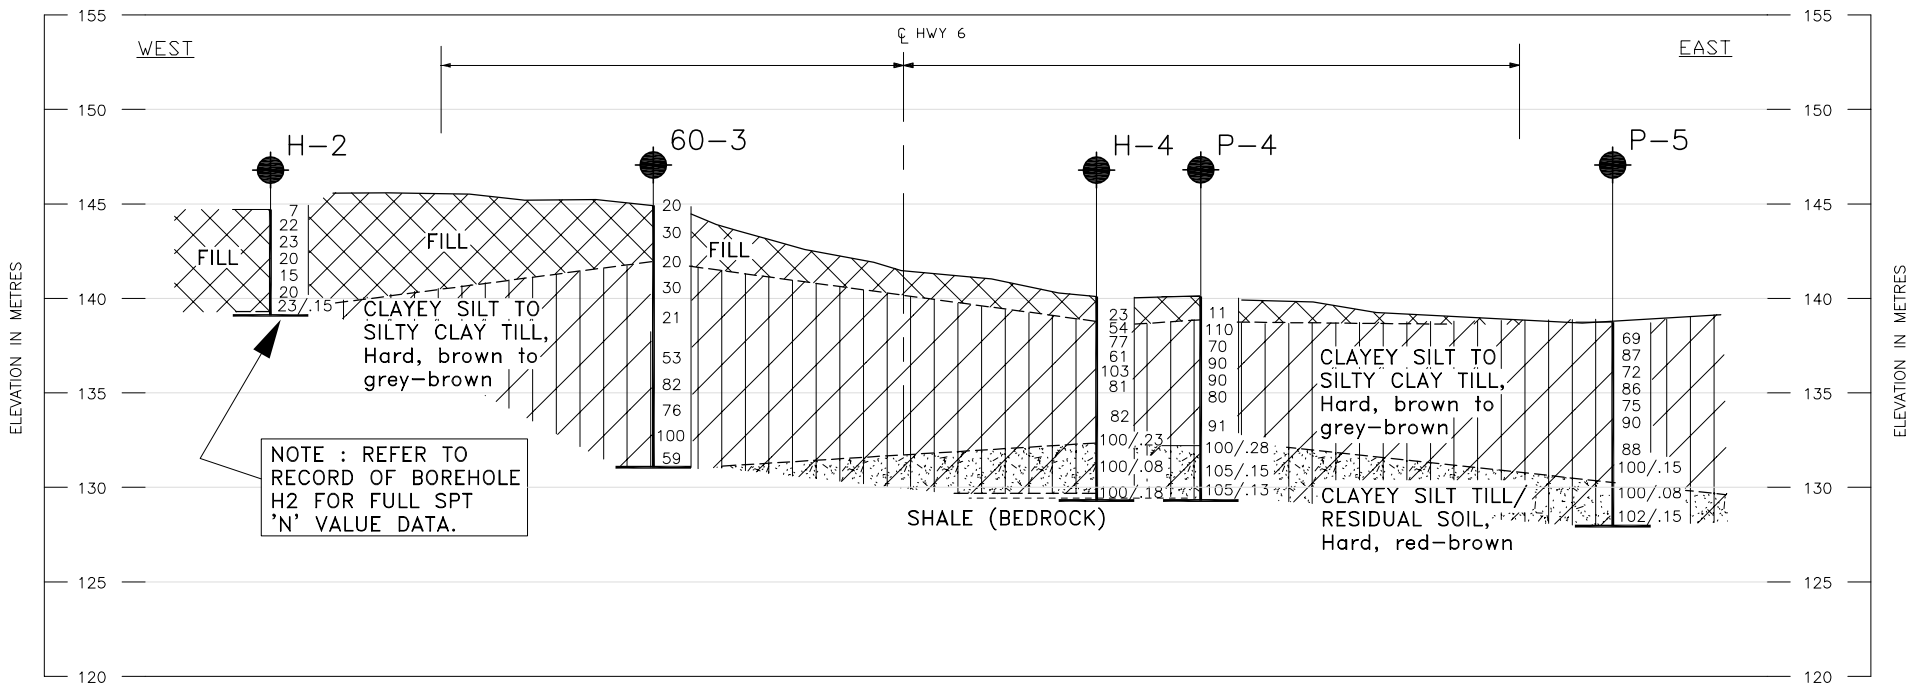 155
155
WEST
℄ HWY 6
EAST
150
150
H-2
60-3
H-4
P-4
P-5
145
145
7
22
23
20
15
20
23/.15
FILL
FILL
FILL
20
30
20
30
21
53
82
76
100
59
140
140
CLAYEY SILT TO
SILTY CLAY TILL,
Hard, brown to
grey-brown
23
54
77
61
103
81
82
100/.23
100/.08
100/.18
11
110
70
90
90
80
91
100/.28
105/.15
105/.13
CLAYEY SILT TO
SILTY CLAY TILL,
Hard, brown to
grey-brown
69
87
72
86
75
90
88
100/.15
100/.08
102/.15
135
135
ELEVATION IN METRES
ELEVATION IN METRES
NOTE : REFER TO
RECORD OF BOREHOLE
H2 FOR FULL SPT
'N' VALUE DATA.
130
130
SHALE (BEDROCK)
CLAYEY SILT TILL/
RESIDUAL SOIL,
Hard, red-brown
125
125
120
120